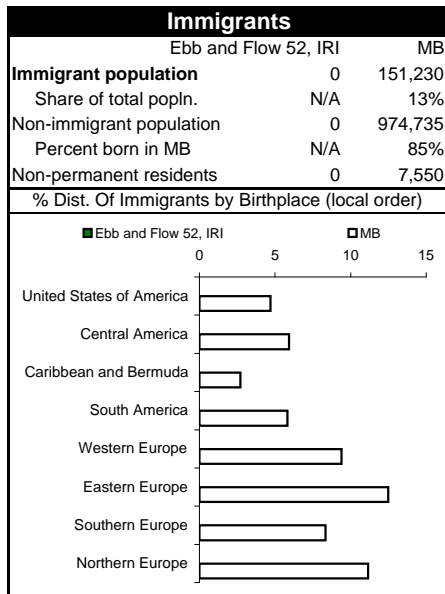 Immigrants
Ebb and Flow 52, IRI MB
Immigrant population 0 151,230
Share of total popln. N/A 13%
Non-immigrant population 0 974,735
Percent born in MB N/A 85%
Non-permanent residents 0 7,550
% Dist. Of Immigrants by Birthplace (local order)
Ebb and Flow 52, IRI MB
0 5 10 15
United States of America
Central America
Caribbean and Bermuda
South America
Western Europe
Eastern Europe
Southern Europe
Northern Europe